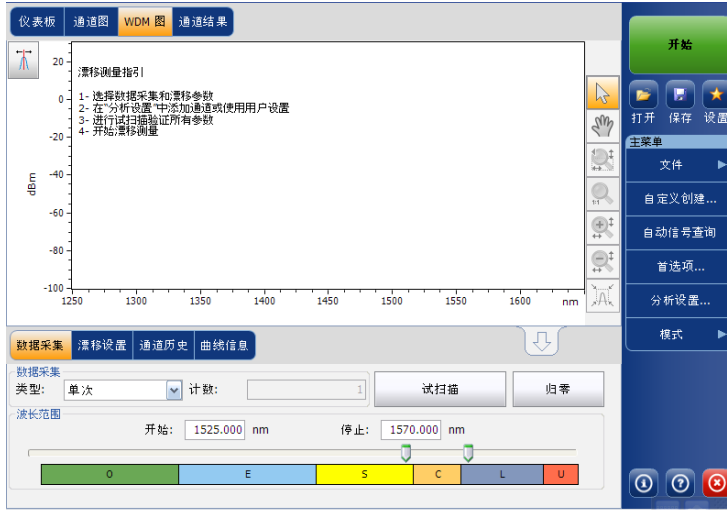 仪表板 通道图 WDM 图 通道结果
漂移测量指引
1- 选择数据采集和漂移参数
2- 在"分析设置"中添加通道或使用用户设置
3- 进行试扫描验证所有参数
4- 开始漂移测量
20
0
-20
-40
-60
-80
-100
dBm
1250 1300 1350 1400 1450 1500 1550 1600 nm
1:1
数据采集 漂移设置 通道历史 曲线信息
数据采集
类型: 单次 计数: 1 试扫描 归零
波长范围
开始: 1525.000 nm 停止: 1570.000 nm
O E S C L U
开始
打开 保存 设置
主菜单
文件
自定义创建...
自动信号查询
首选项...
分析设置...
模式